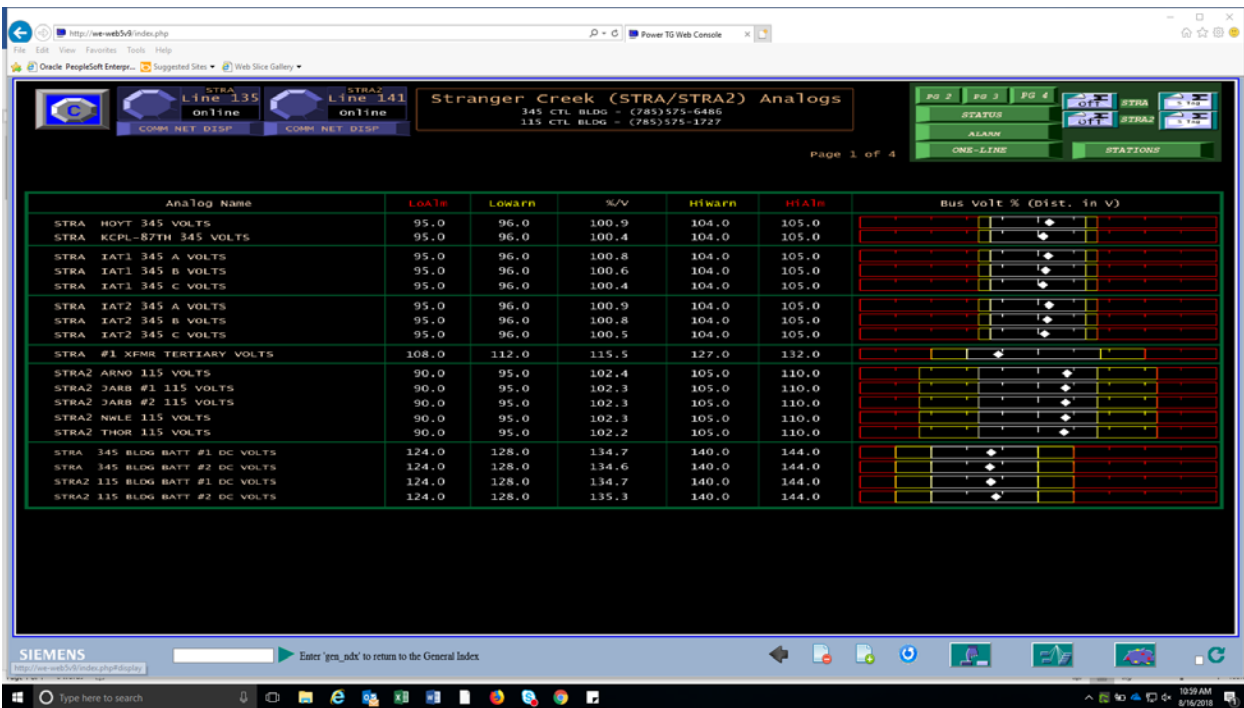 http://we-web5v9/index.php
Power TG Web Console
File Edit View Favorites Tools Help
Oracle PeopleSoft Enterpr... Suggested Sites Web Slice Gallery
STRA
Line 135
online
COMM NET DISP
STRA2
Line 141
online
COMM NET DISP
Stranger Creek (STRA/STRA2) Analogs
345 CTL BLDG - (785)575-6486
115 CTL BLDG - (785)575-1727
Page 1 of 4
PG 2 PG 3 PG 4
STATUS
ALARM
ONE-LINE
STATIONS
Off STRA
Off STRA2
Analog Name LoAlm Lowarn %/V Hiwarn HiAlm Bus Volt % (Dist. in V)
STRA HOYT 345 VOLTS 95.0 96.0 100.9 104.0 105.0
STRA KCPL-87TH 345 VOLTS 95.0 96.0 100.4 104.0 105.0
STRA IAT1 345 A VOLTS 95.0 96.0 100.8 104.0 105.0
STRA IAT1 345 B VOLTS 95.0 96.0 100.6 104.0 105.0
STRA IAT1 345 C VOLTS 95.0 96.0 100.4 104.0 105.0
STRA IAT2 345 A VOLTS 95.0 96.0 100.9 104.0 105.0
STRA IAT2 345 B VOLTS 95.0 96.0 100.8 104.0 105.0
STRA IAT2 345 C VOLTS 95.0 96.0 100.5 104.0 105.0
STRA #1 XFMR TERTIARY VOLTS 108.0 112.0 115.5 127.0 132.0
STRA2 ARNO 115 VOLTS 90.0 95.0 102.4 105.0 110.0
STRA2 JARB #1 115 VOLTS 90.0 95.0 102.3 105.0 110.0
STRA2 JARB #2 115 VOLTS 90.0 95.0 102.3 105.0 110.0
STRA2 NWLE 115 VOLTS 90.0 95.0 102.3 105.0 110.0
STRA2 THOR 115 VOLTS 90.0 95.0 102.2 105.0 110.0
STRA 345 BLDG BATT #1 DC VOLTS 124.0 128.0 134.7 140.0 144.0
STRA 345 BLDG BATT #2 DC VOLTS 124.0 128.0 134.6 140.0 144.0
STRA2 115 BLDG BATT #1 DC VOLTS 124.0 128.0 134.7 140.0 144.0
STRA2 115 BLDG BATT #2 DC VOLTS 124.0 128.0 135.3 140.0 144.0
SIEMENS
Enter 'gen_ndx' to return to the General Index
http://we-web5v9/index.php#display
Type here to search
10:59 AM
8/16/2018